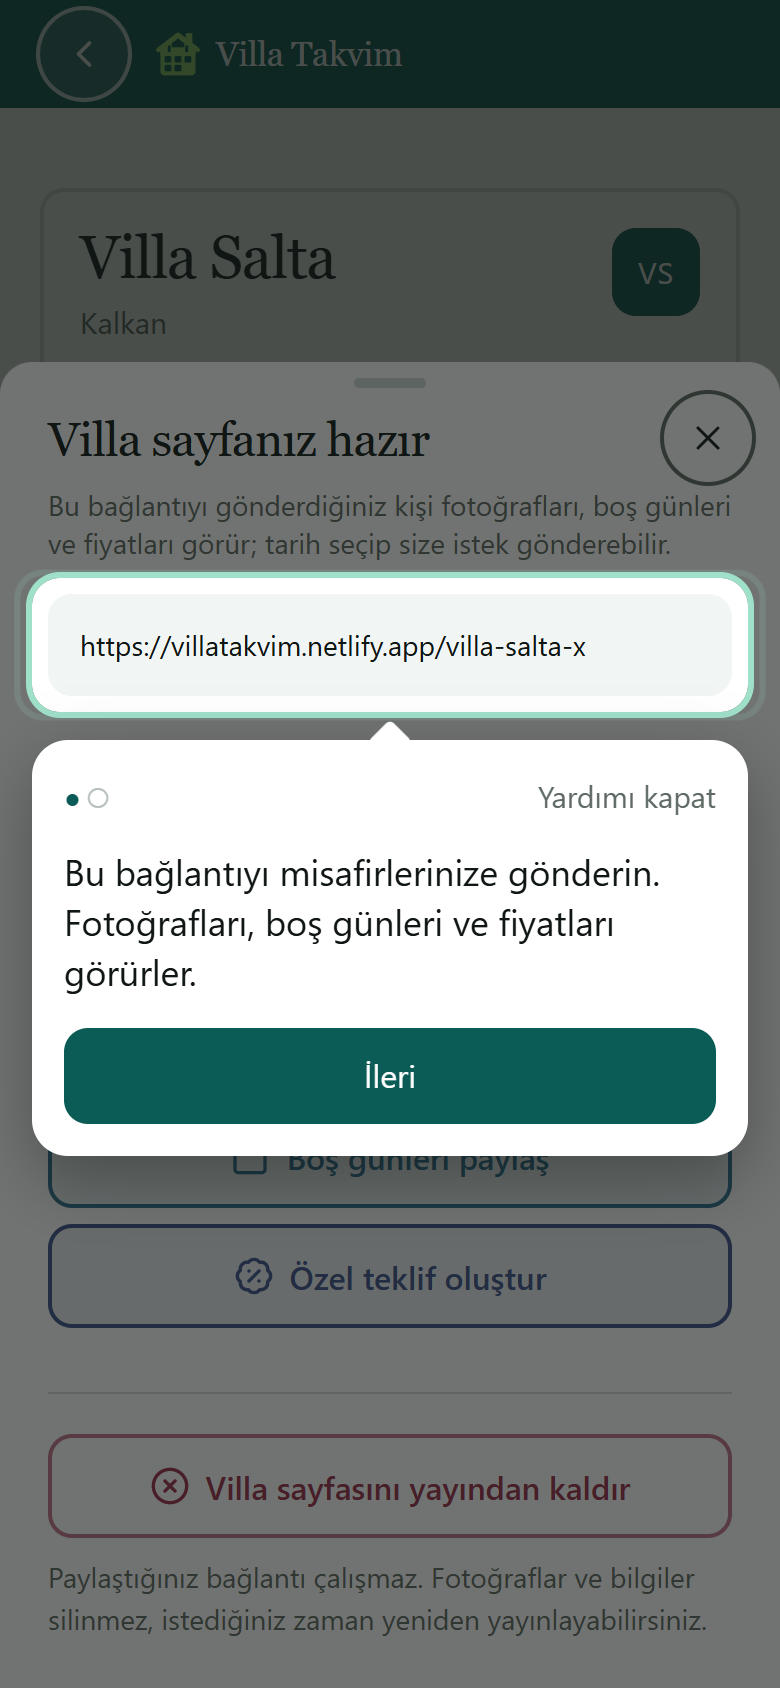 Villa Takvim
Villa Salta
VS
Kalkan
Villa sayfanız hazır
Bu bağlantıyı gönderdiğiniz kişi fotoğrafları, boş günleri
ve fiyatları görür; tarih seçip size istek gönderebilir.
https://villatakvim.netlify.app/villa-salta-x
Yardımı kapat
Bu bağlantıyı misafirlerinize gönderin.
Fotoğrafları, boş günleri ve fiyatları
görürler.
İleri
Boş günleri paylaş
Özel teklif oluştur
Villa sayfasını yayından kaldır
Paylaştığınız bağlantı çalışmaz. Fotoğraflar ve bilgiler
silinmez, istediğiniz zaman yeniden yayınlayabilirsiniz.